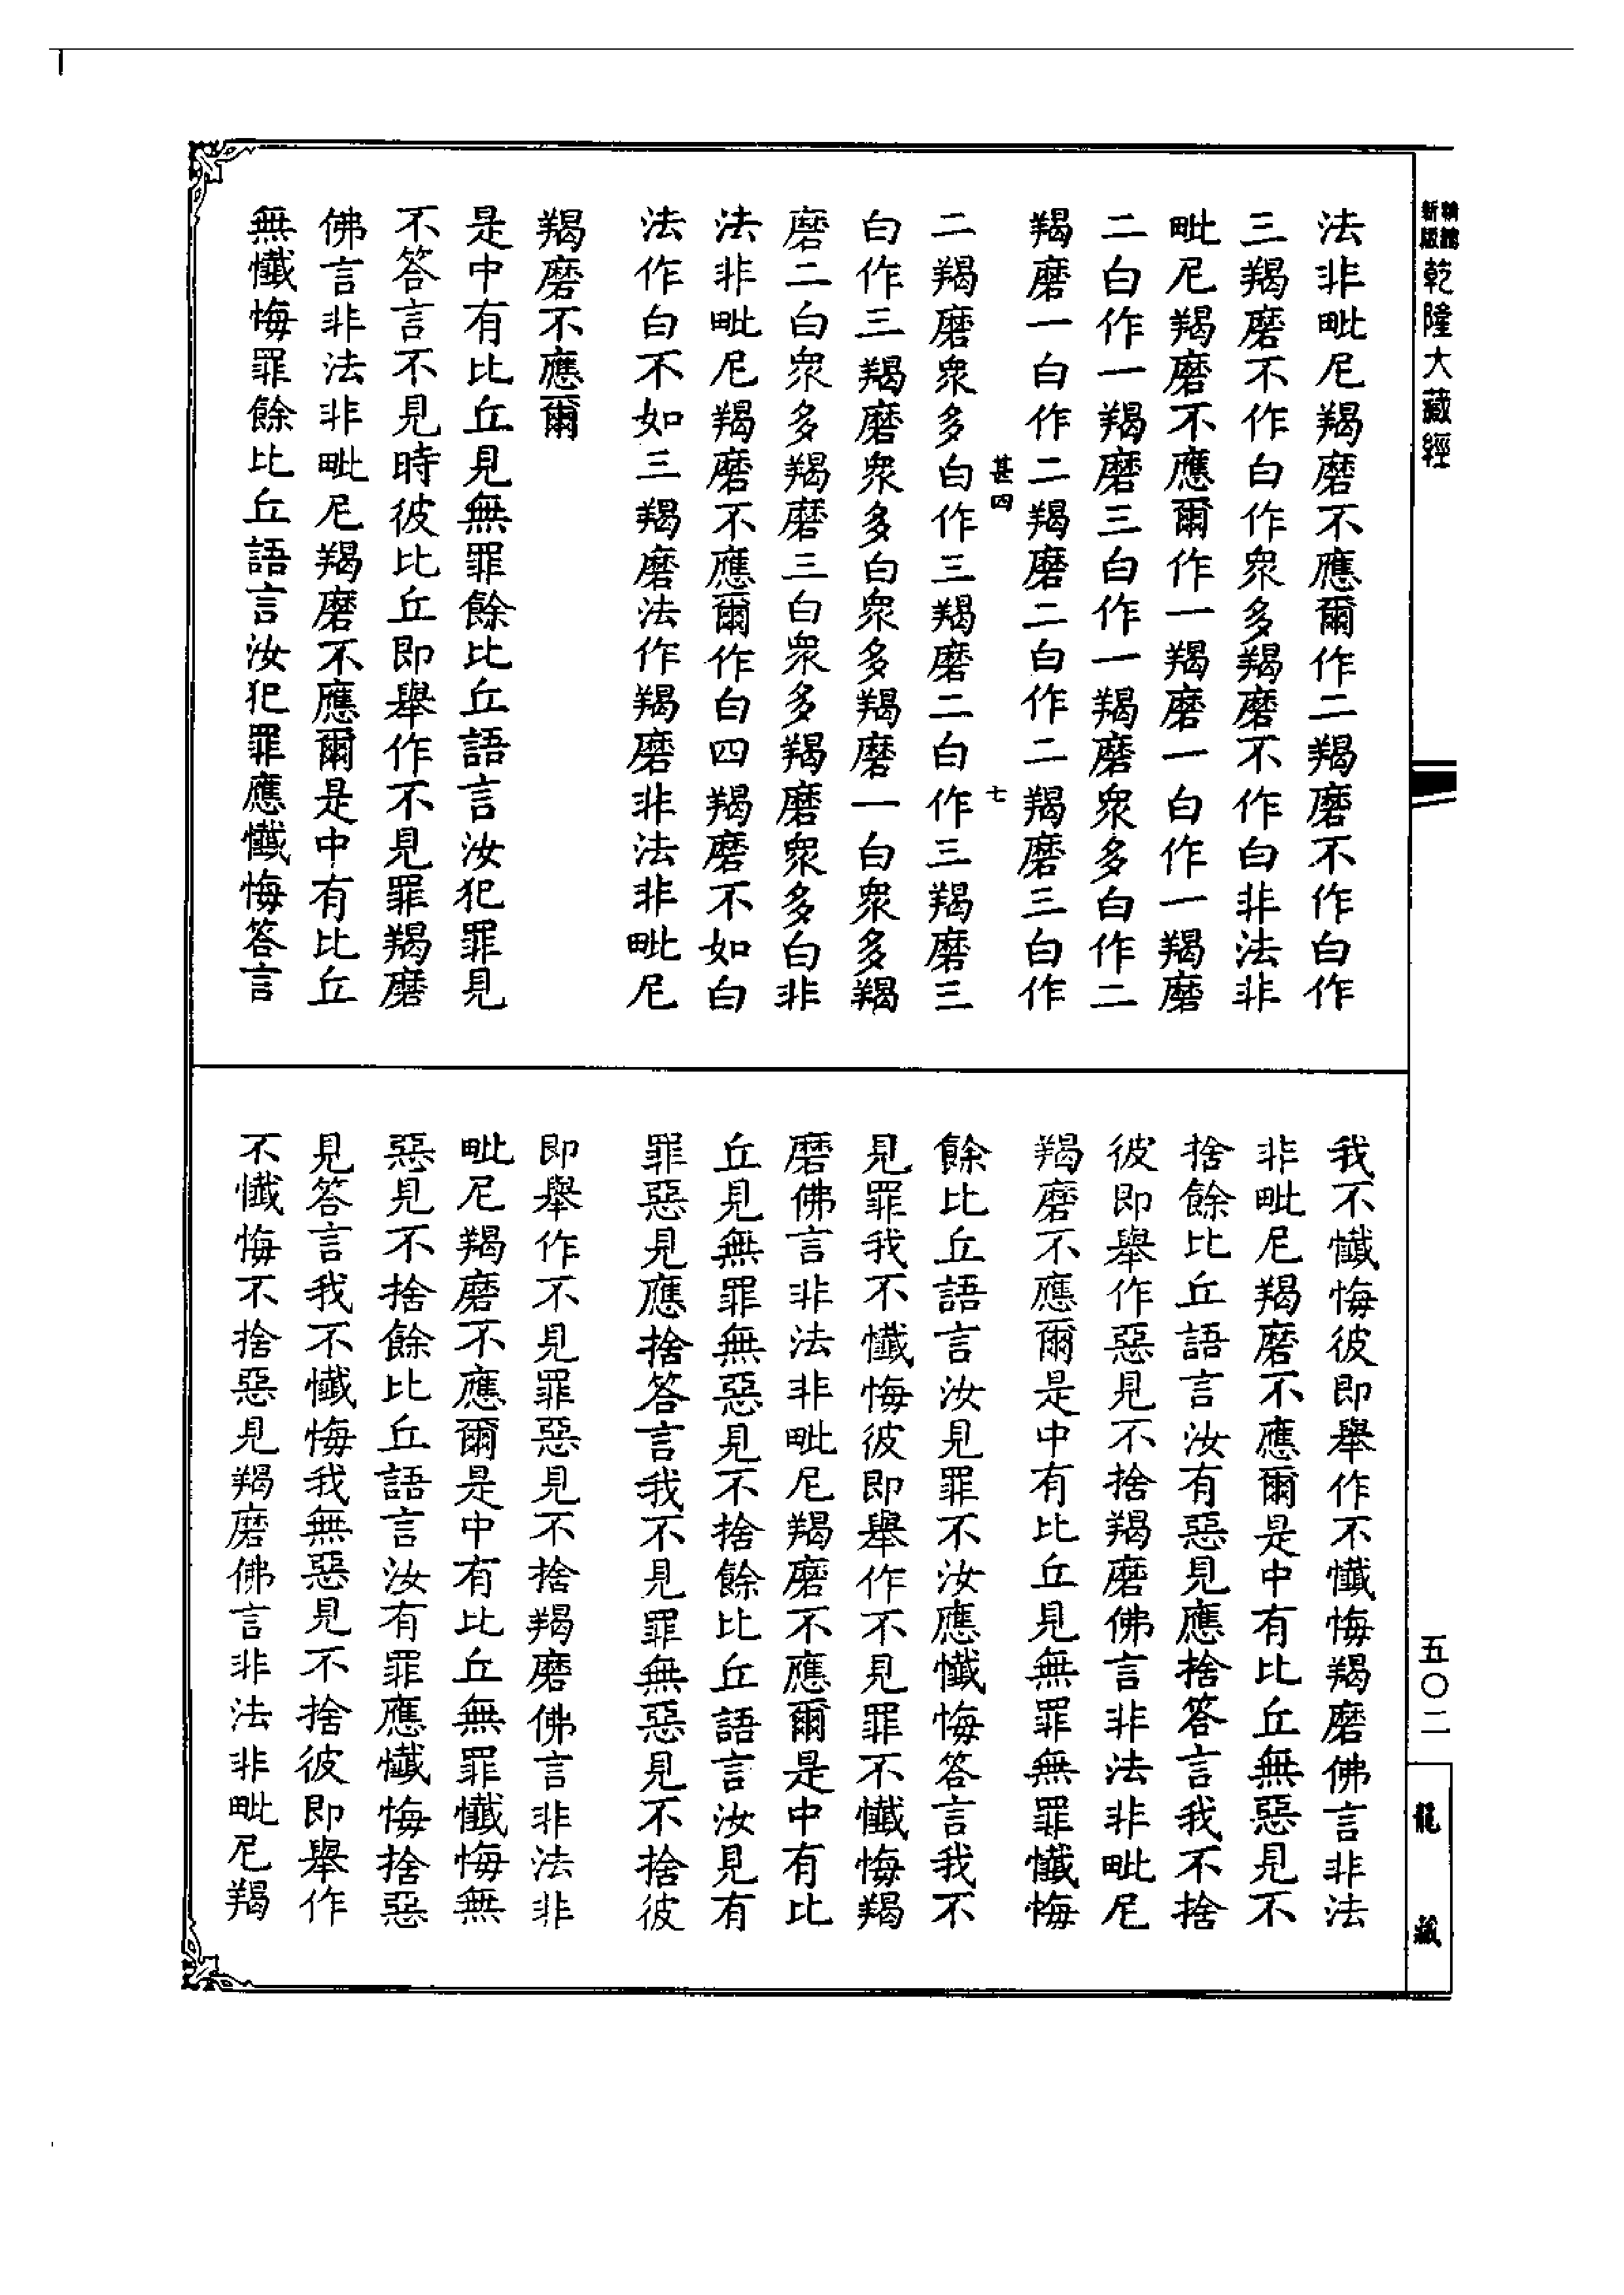 新版
精縮
乾隆大藏經
法非毗尼羯磨不應爾作二羯磨不作白作
三羯磨不作白作眾多羯磨不作白非法非
毗尼羯磨不應爾作一羯磨一白作一羯磨
二白作一羯磨三白作一羯磨眾多白作二
羯磨一白作二羯磨二白作二羯磨三白作
甚四
七
二羯磨眾多白作三羯磨二白作三羯磨三
白作三羯磨眾多白眾多羯磨一白眾多羯
磨二白眾多羯磨三白眾多羯磨眾多白非
法非毗尼羯磨不應爾作白四羯磨不如白
法作白不如三羯磨法作羯磨非法非毗尼
羯磨不應爾
是中有比丘見無罪餘比丘語言汝犯罪見
不答言不見時彼比丘即舉作不見罪羯磨
佛言非法非毗尼羯磨不應爾是中有比丘
無懺悔罪餘比丘語言汝犯罪應懺悔答言
我不懺悔彼即舉作不懺悔羯磨佛言非法
非毗尼羯磨不應爾是中有比丘無惡見不
捨餘比丘語言汝有惡見應捨答言我不捨
彼即舉作惡見不捨羯磨佛言非法非毗尼
羯磨不應爾是中有比丘見無罪無罪懺悔
餘比丘語言汝見罪不汝應懺悔答言我不
見罪我不懺悔彼即舉作不見罪不懺悔羯
磨佛言非法非毗尼羯磨不應爾是中有比
丘見無罪無惡見不捨餘比丘語言汝見有
罪惡見應捨答言我不見罪無惡見不捨彼
即舉作不見罪惡見不捨羯磨佛言非法非
毗尼羯磨不應爾是中有比丘無罪懺悔無
惡見不捨餘比丘語言汝有罪應懺悔捨惡
見答言我不懺悔我無惡見不捨彼即舉作
不懺悔不捨惡見羯磨佛言非法非毗尼羯
五〇二
龍藏